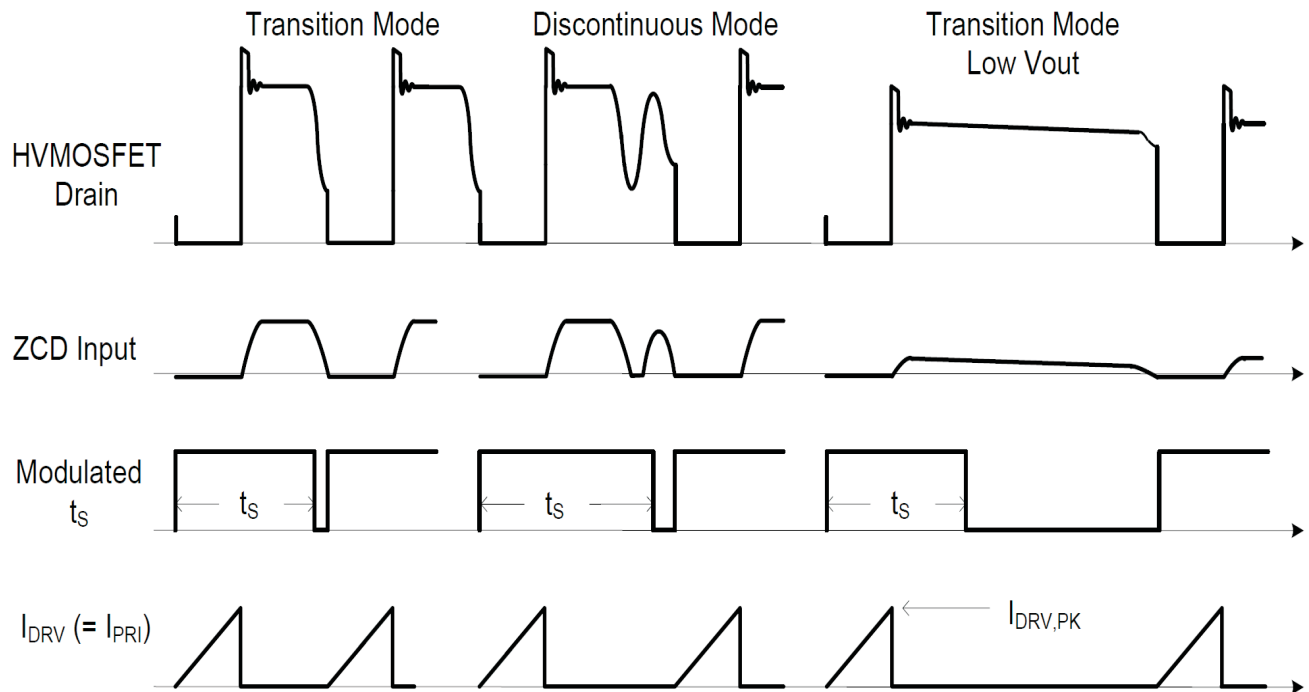 Transition Mode
Discontinuous Mode
Transition Mode
Low Vout
HVMOSFET
Drain
ZCD Input
Modulated
tS
tS
tS
tS
IDRV (= IPRI)
IDRV,PK